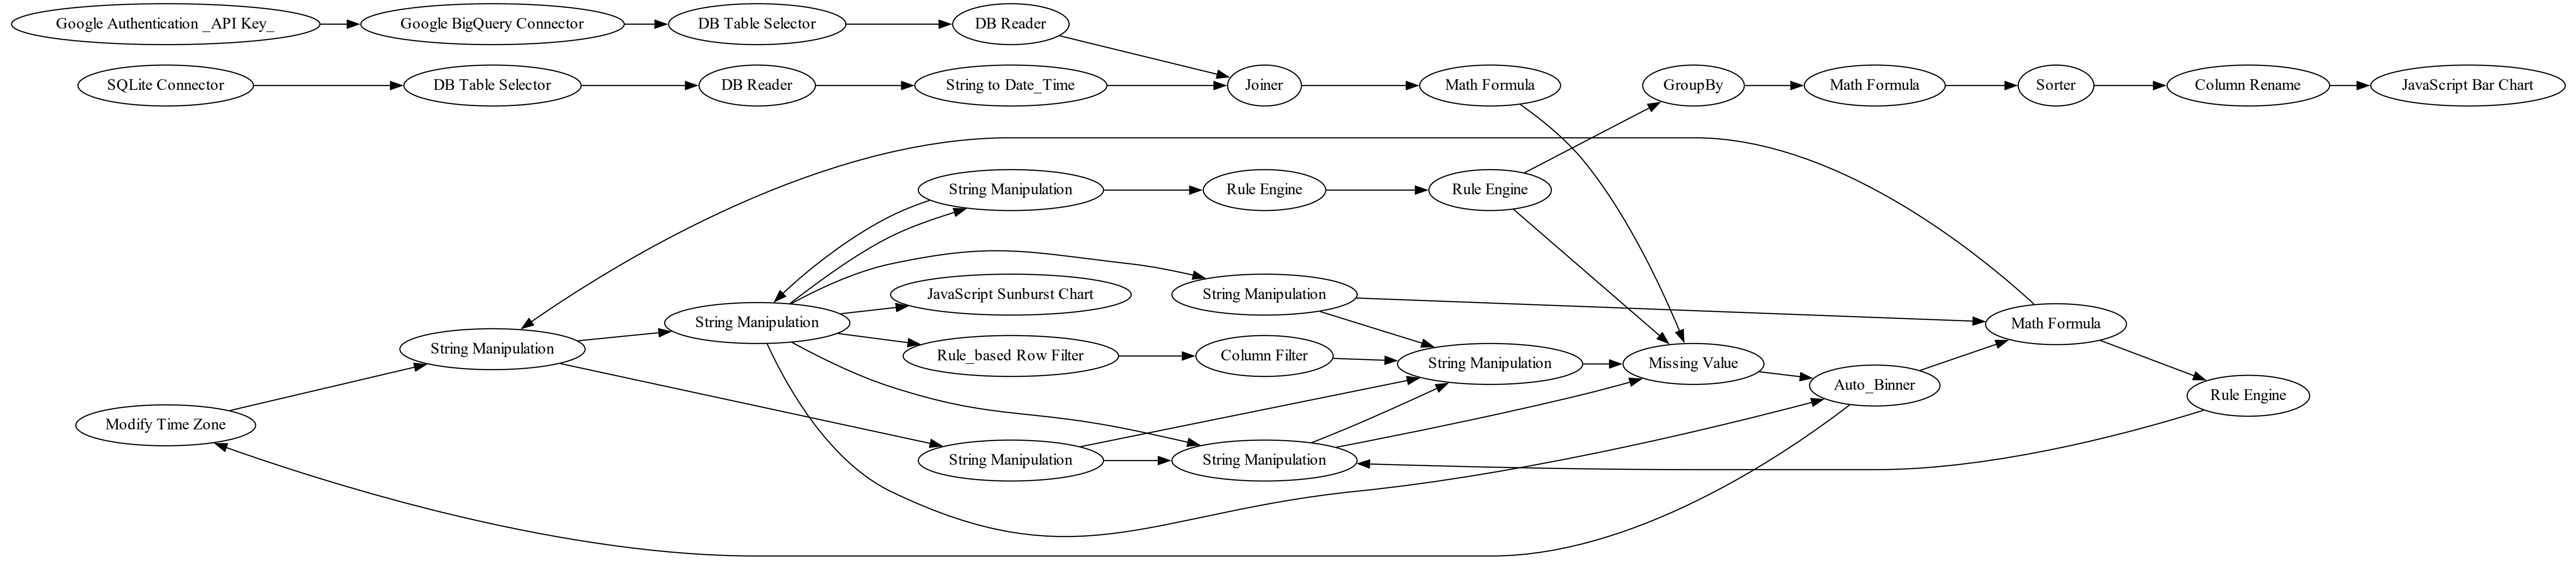 Google Authentication _API Key_
Google BigQuery Connector
DB Table Selector
DB Reader
SQLite Connector
DB Table Selector
DB Reader
String to Date_Time
Joiner
Math Formula
GroupBy
Math Formula
Sorter
Column Rename
JavaScript Bar Chart
String Manipulation
Rule Engine
Rule Engine
JavaScript Sunburst Chart
String Manipulation
String Manipulation
Math Formula
String Manipulation
Rule_based Row Filter
Column Filter
String Manipulation
Missing Value
Auto_Binner
Rule Engine
Modify Time Zone
String Manipulation
String Manipulation